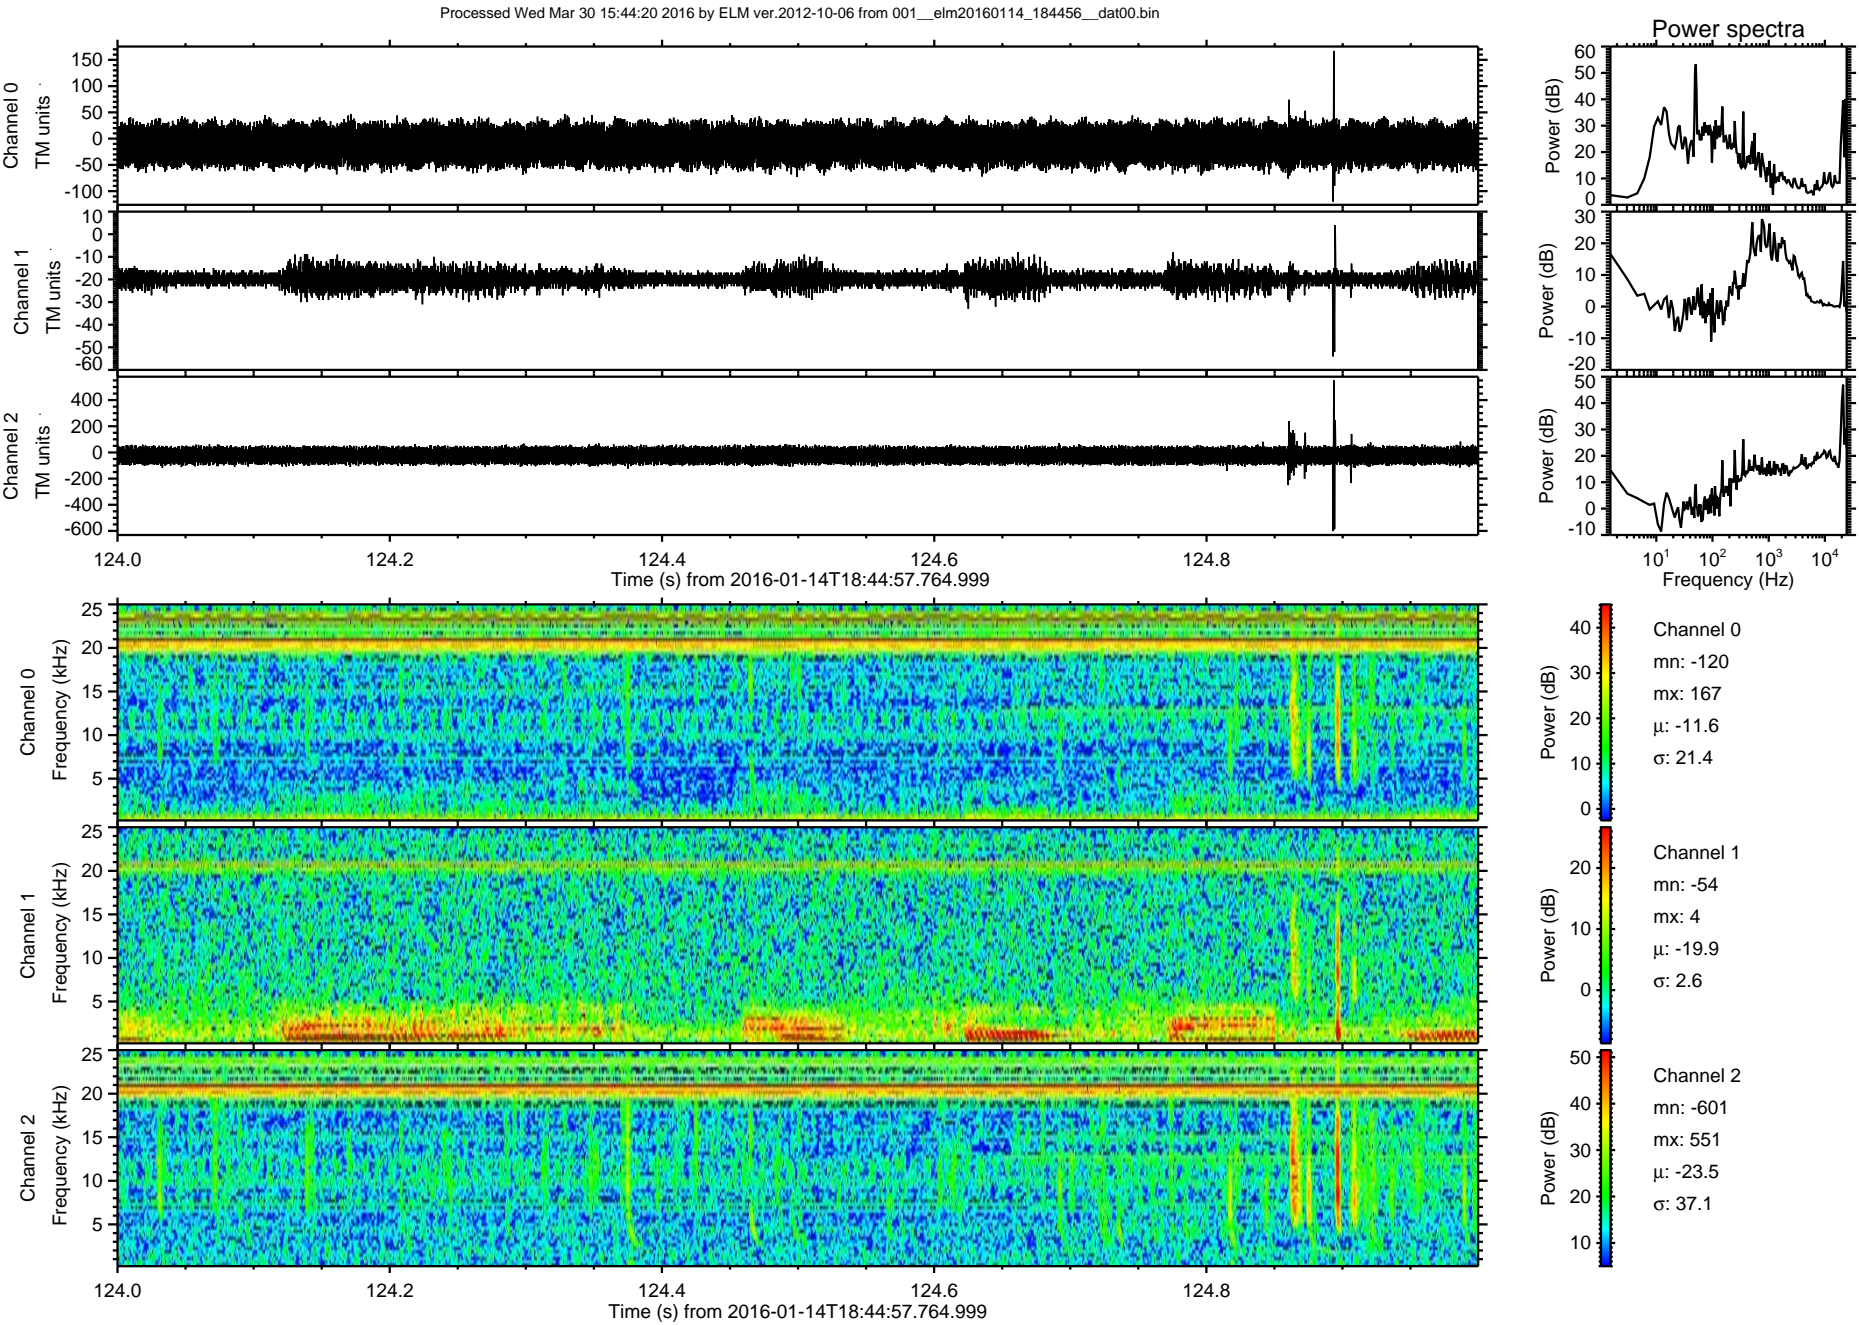 Processed Wed Mar 30 15:44:20 2016 by ELM ver.2012-10-06 from 001__elm20160114_184456__dat00.bin
Power spectra
Channel 0
TM units
150
100
50
0
-50
-100
Power (dB)
60
50
40
30
20
10
0
Channel 1
TM units
10
0
-10
-20
-30
-40
-50
-60
Power (dB)
30
20
10
0
-10
-20
Channel 2
TM units
400
200
0
-200
-400
-600
Power (dB)
50
40
30
20
10
0
-10
124.0 124.2 124.4 124.6 124.8
Time (s) from 2016-01-14T18:44:57.764.999
10¹ 10² 10³ 10⁴
Frequency (Hz)
Channel 0
Frequency (kHz)
25
20
15
10
5
Power (dB)
40
30
20
10
0
Channel 0
mn: -120
mx: 167
μ: -11.6
σ: 21.4
Channel 1
Frequency (kHz)
25
20
15
10
5
Power (dB)
20
10
0
Channel 1
mn: -54
mx: 4
μ: -19.9
σ: 2.6
Channel 2
Frequency (kHz)
25
20
15
10
5
Power (dB)
50
40
30
20
10
Channel 2
mn: -601
mx: 551
μ: -23.5
σ: 37.1
124.0 124.2 124.4 124.6 124.8
Time (s) from 2016-01-14T18:44:57.764.999